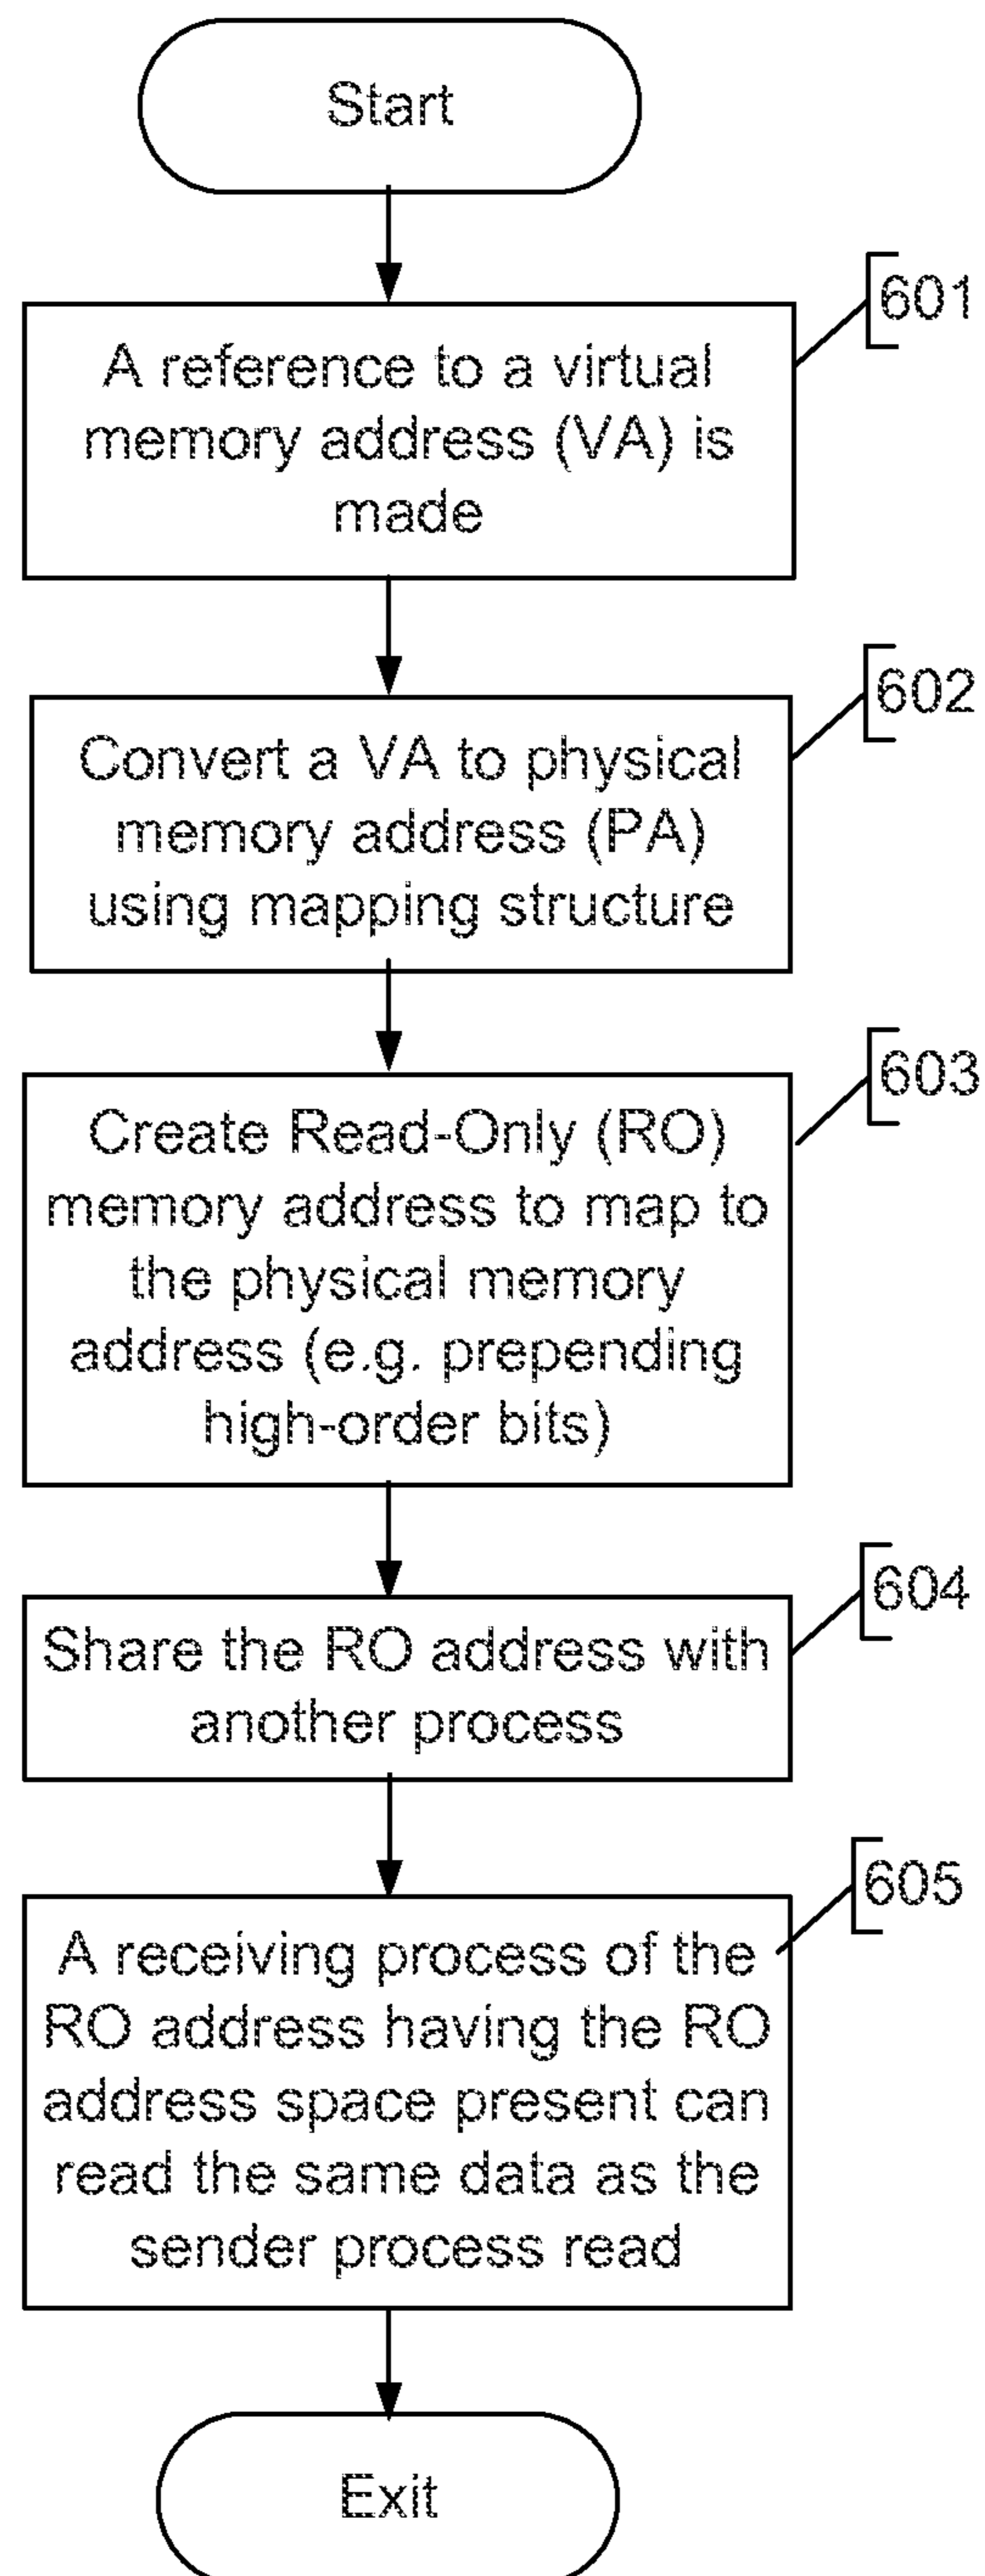 Start
601
A reference to a virtual
memory address (VA) is
made
602
Convert a VA to physical
memory address (PA)
using mapping structure
603
Create Read-Only (RO)
memory address to map to
the physical memory
address (e.g. prepending
high-order bits)
604
Share the RO address with
another process
605
A receiving process of the
RO address having the RO
address space present can
read the same data as the
sender process read
Exit